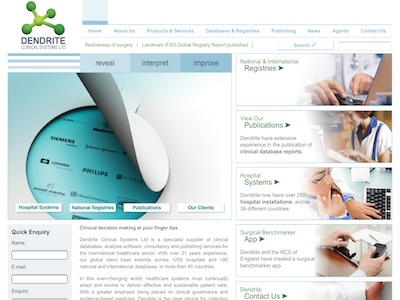 DENDRITE
CLINICAL SYSTEMS LTD
Home
About Us
Products & Services
Databases & Registries
Publishing
News
Agents
Contact Us
fectiveness of surgery | Landmark IFSO Global Registry Report published |
Search
reveal
interpret
improve
SIEMENS
Hospital Systems
National Registries
Publications
Our Clients
National & International
Registries
View Our
Publications
Dendrite have extensive
experience in the publication of
clinical database reports.
Hospital
Systems
Dendrite now have over 250
hospital installations, across
39 different countries.
Surgical Benchmarker
App
Dendrite and the RCS of
England have created a surgical
benchmarker app.
Dendrite
Contact Us
Quick Enquiry
Name:
E-mail:
Enquiry:
Clinical decision making at your finger tips
Dendrite Clinical Systems Ltd is a specialist supplier of clinical
databases, analysis software, consultancy and publishing services for
the international healthcare sector. With over 21 years experience,
our global client base extends across +250 hospitals and +90
national and international databases, in more than 40 countries.
In this ever-changing world, healthcare systems must continually
adapt and evolve to deliver effective and sustainable patient care.
With a greater emphasis being placed on clinical governance and
evidence-based medicine, Dendrite is the clear choice for collecting